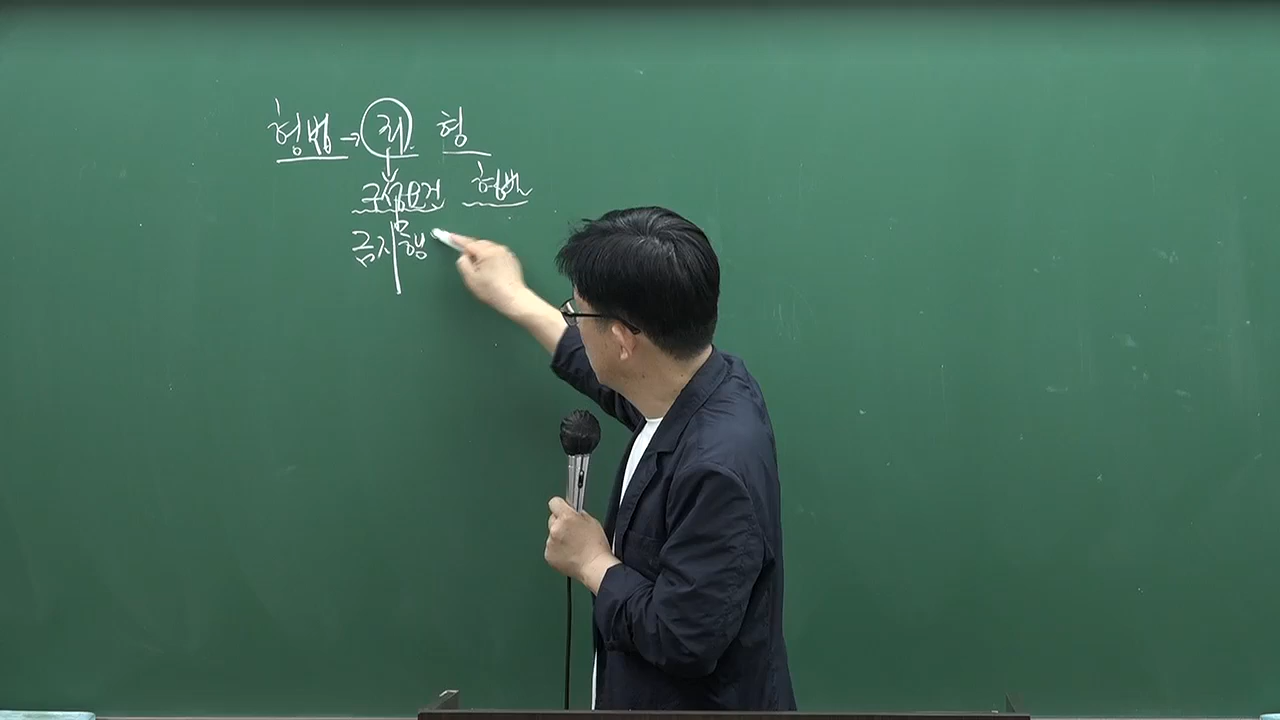 형법 → 죄 형
구성요건 형벌
금지 행